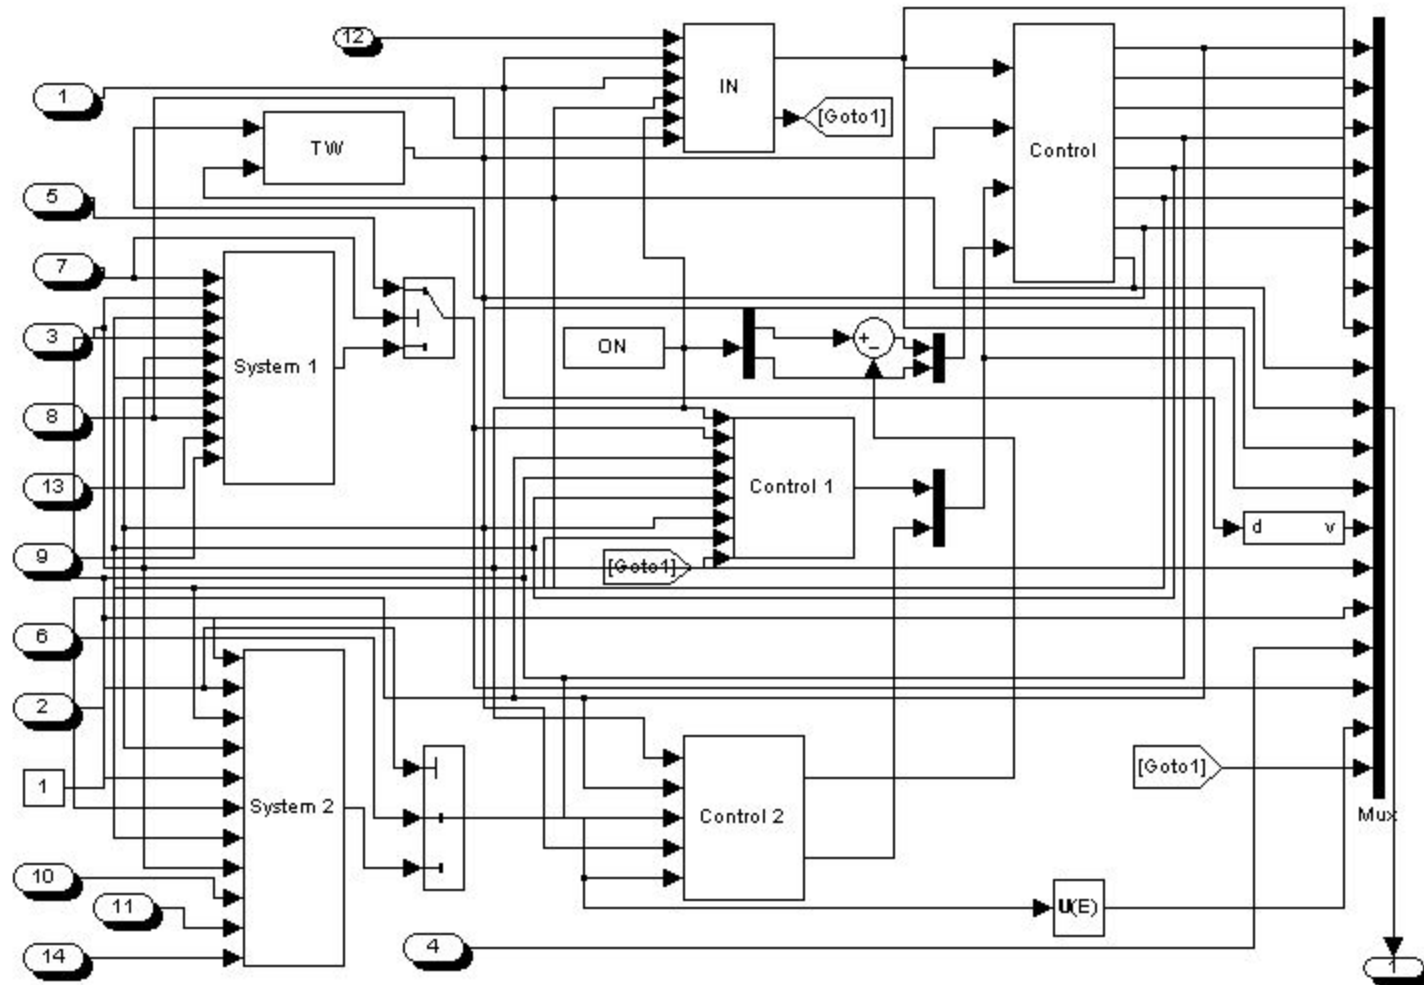 12
1
IN
[Goto1]
TW
Control
5
7
3
System 1
ON
+
−
8
13
Control 1
d v
9
[Goto1]
6
2
1
System 2
Control 2
[Goto1]
Mux
10
11
U(E)
4
14
1